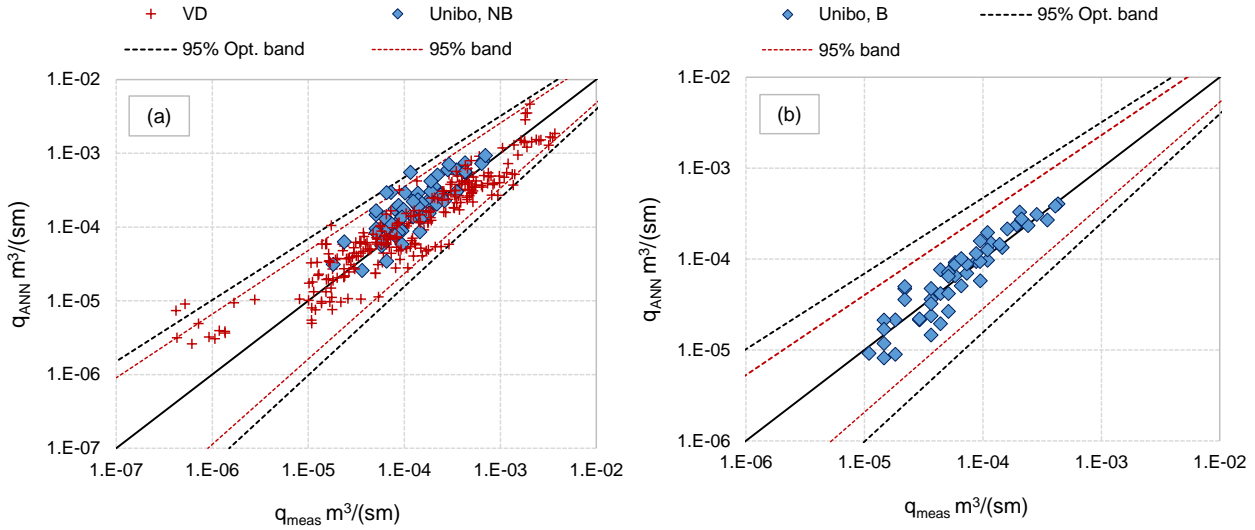 VD
Unibo, NB
95% Opt. band
95% band
(a)
1.E-02
1.E-03
1.E-04
1.E-05
1.E-06
1.E-07
q_ANN m³/(sm)
1.E-07 1.E-06 1.E-05 1.E-04 1.E-03 1.E-02
q_meas m³/(sm)
Unibo, B
95% Opt. band
95% band
(b)
1.E-02
1.E-03
1.E-04
1.E-05
1.E-06
q_ANN m³/(sm)
1.E-06 1.E-05 1.E-04 1.E-03 1.E-02
q_meas m³/(sm)